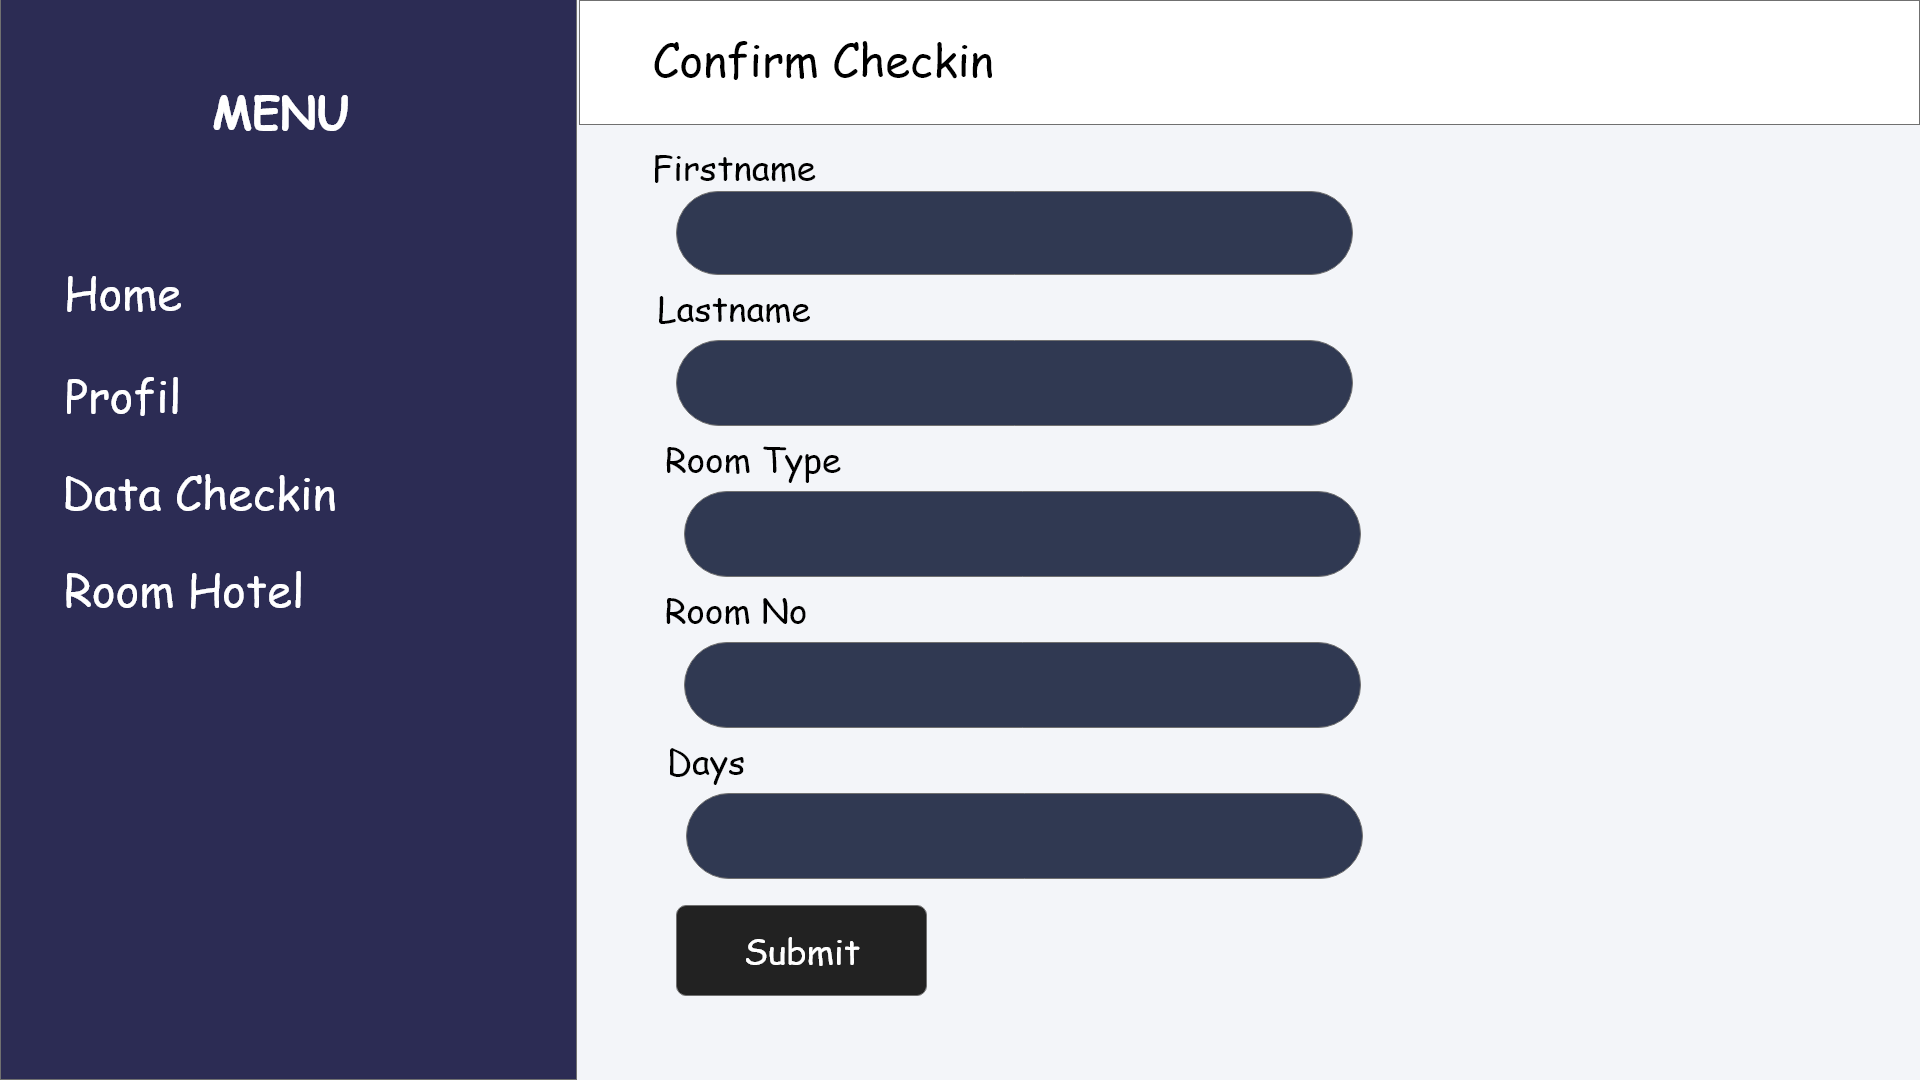 MENU
Home
Profil
Data Checkin
Room Hotel
Confirm Checkin
Firstname
Lastname
Room Type
Room No
Days
Submit